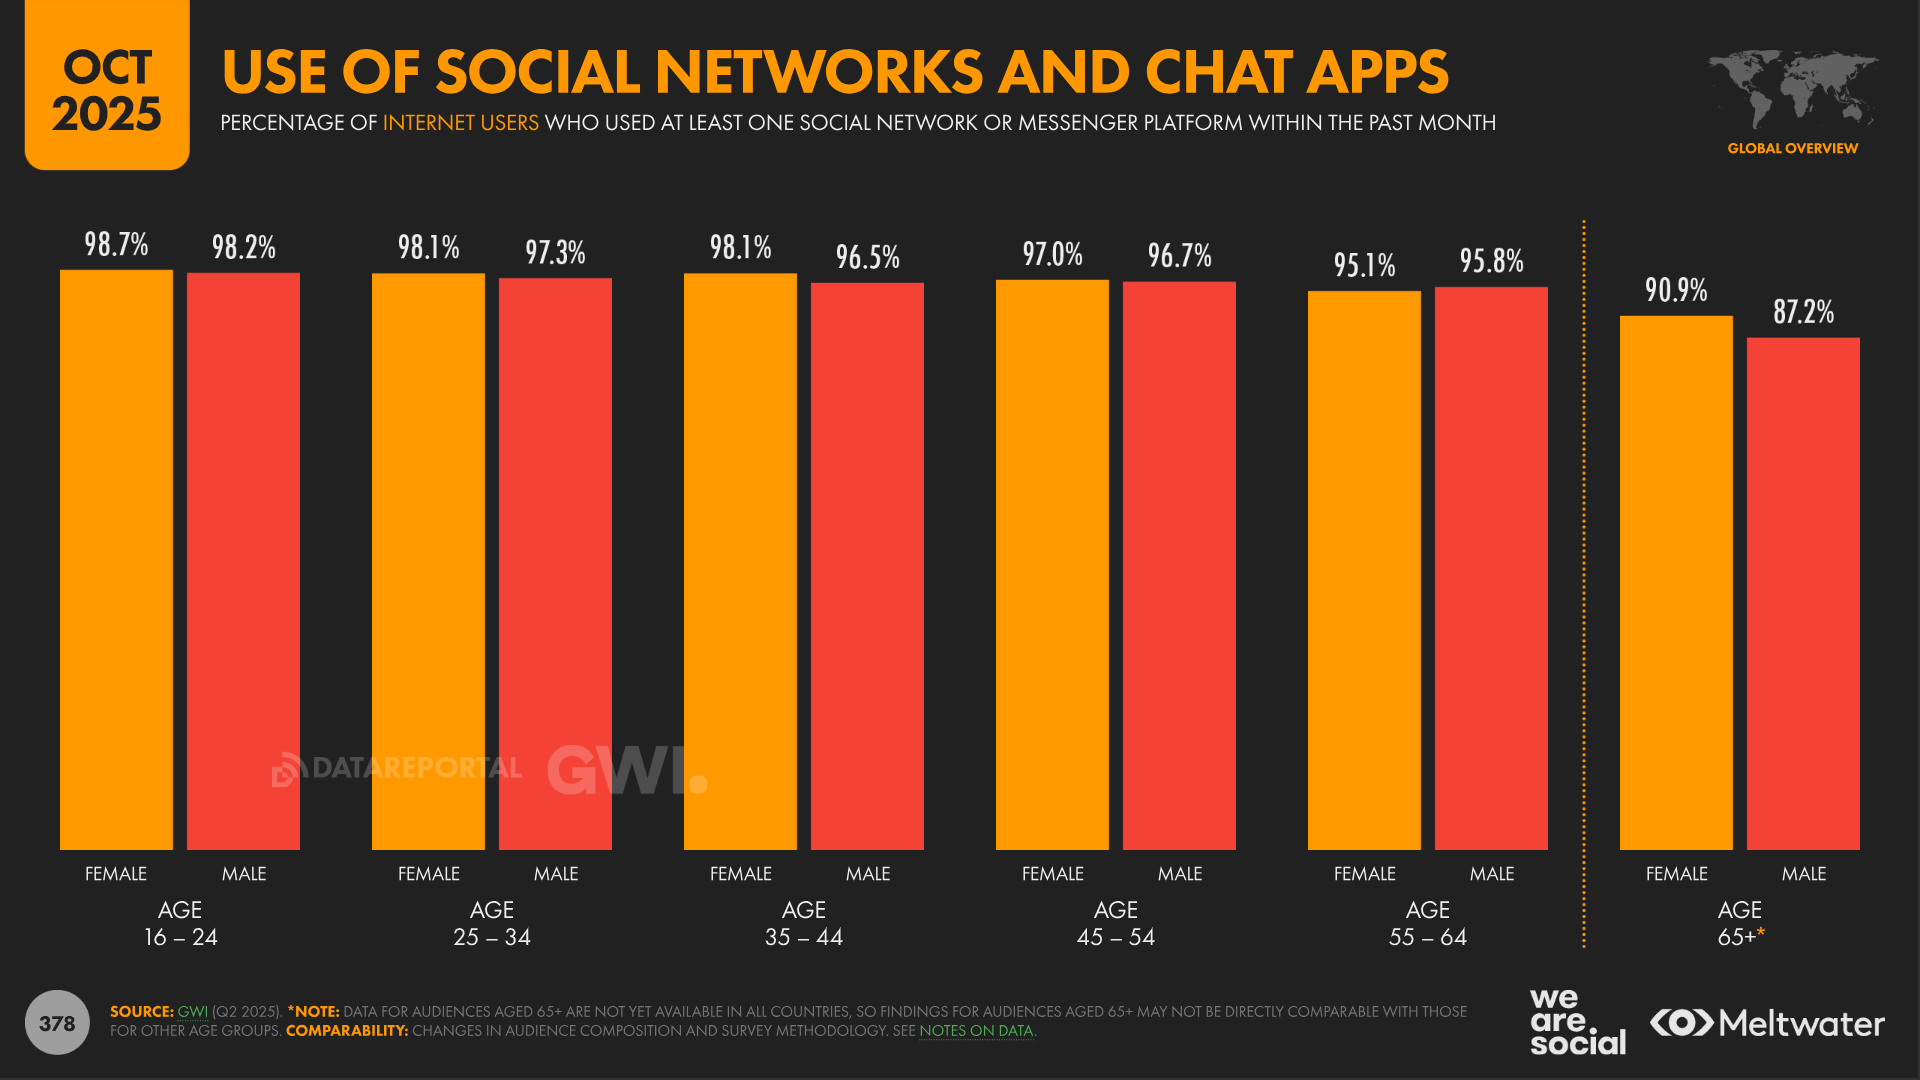 OCT
2025
USE OF SOCIAL NETWORKS AND CHAT APPS
PERCENTAGE OF INTERNET USERS WHO USED AT LEAST ONE SOCIAL NETWORK OR MESSENGER PLATFORM WITHIN THE PAST MONTH
GLOBAL OVERVIEW
98.7% 98.2% 98.1% 97.3% 98.1% 96.5% 97.0% 96.7% 95.1% 95.8% 90.9% 87.2%
DATAREPORTAL GWI.
FEMALE MALE FEMALE MALE FEMALE MALE FEMALE MALE FEMALE MALE FEMALE MALE
AGE AGE AGE AGE AGE AGE
16 – 24 25 – 34 35 – 44 45 – 54 55 – 64 65+*
378
SOURCE: GWI (Q2 2025). *NOTE: DATA FOR AUDIENCES AGED 65+ ARE NOT YET AVAILABLE IN ALL COUNTRIES, SO FINDINGS FOR AUDIENCES AGED 65+ MAY NOT BE DIRECTLY COMPARABLE WITH THOSE
FOR OTHER AGE GROUPS. COMPARABILITY: CHANGES IN AUDIENCE COMPOSITION AND SURVEY METHODOLOGY. SEE NOTES ON DATA.
we
are
social
Meltwater